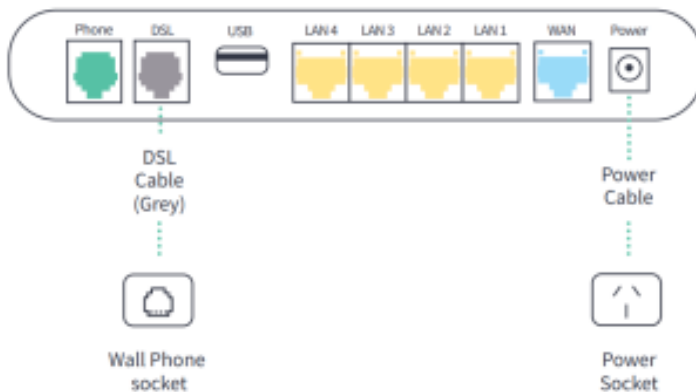 Phone DSL USB LAN 4 LAN 3 LAN 2 LAN 1 WAN Power
DSL
Cable
(Grey)
Power
Cable
Wall Phone
socket
Power
Socket